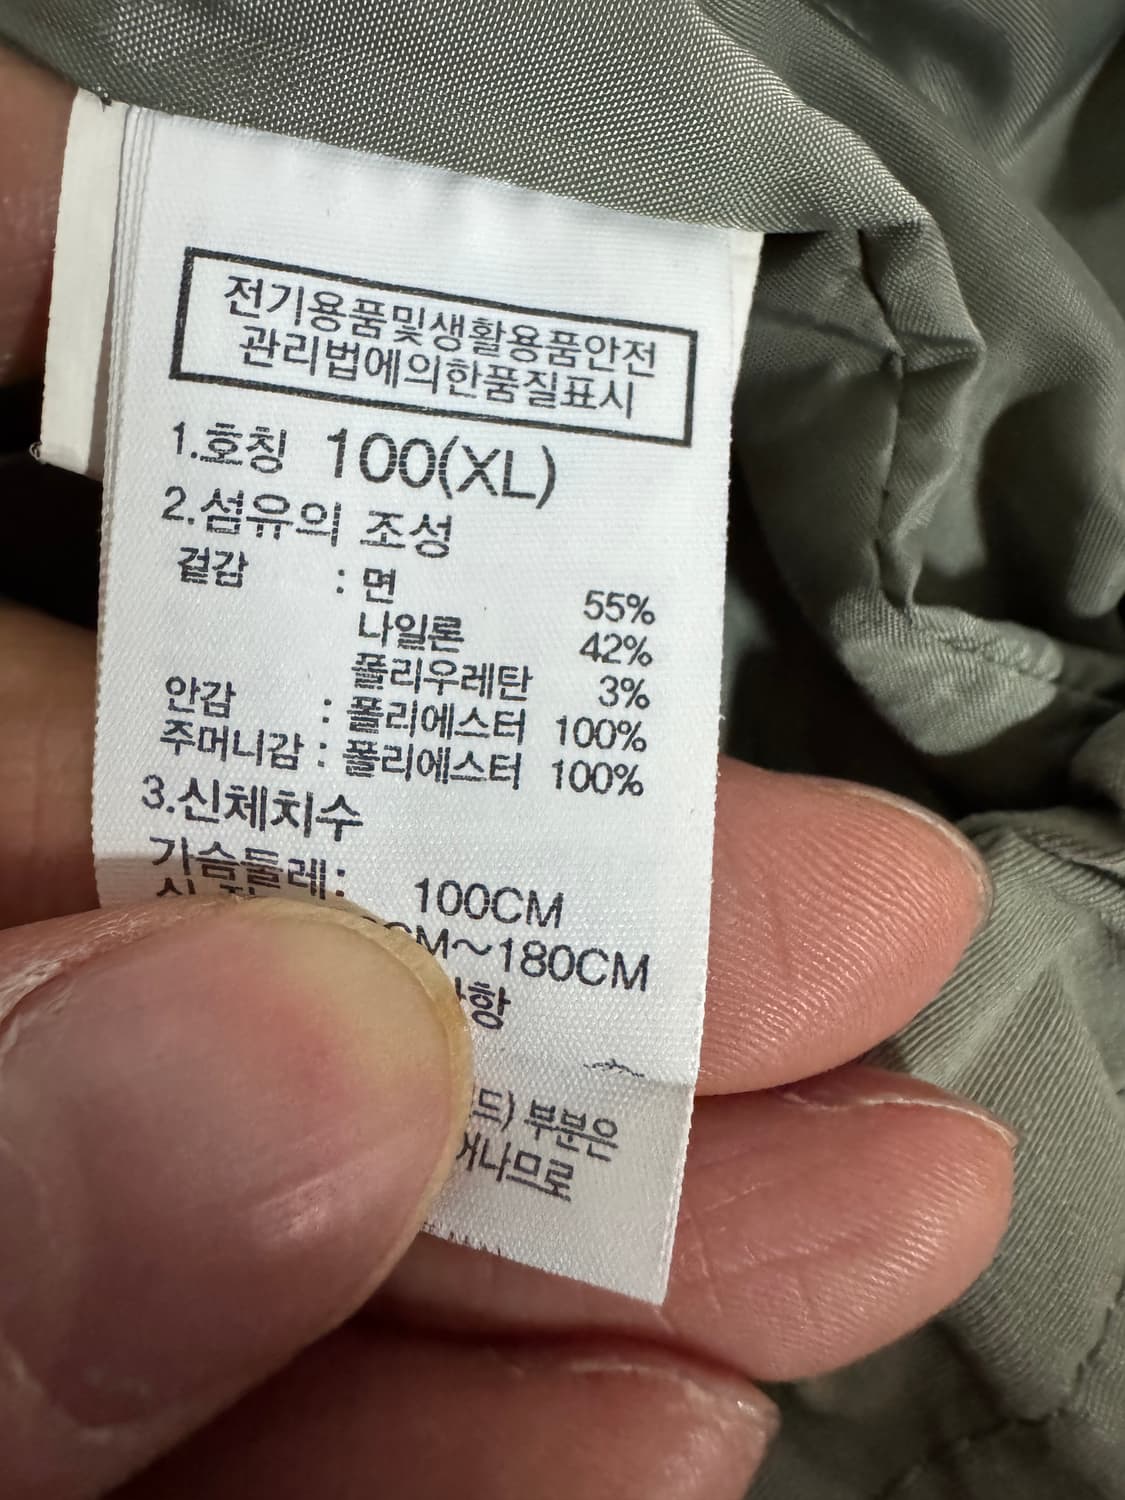 전기용품및생활용품안전
관리법에의한품질표시
1.호칭 100(XL)
2.섬유의 조성
겉감 : 면 55%
나일론 42%
폴리우레탄 3%
안감 : 폴리에스터 100%
주머니감 : 폴리에스터 100%
3.신체치수
가슴둘레: 100CM
CM~180CM
부분은